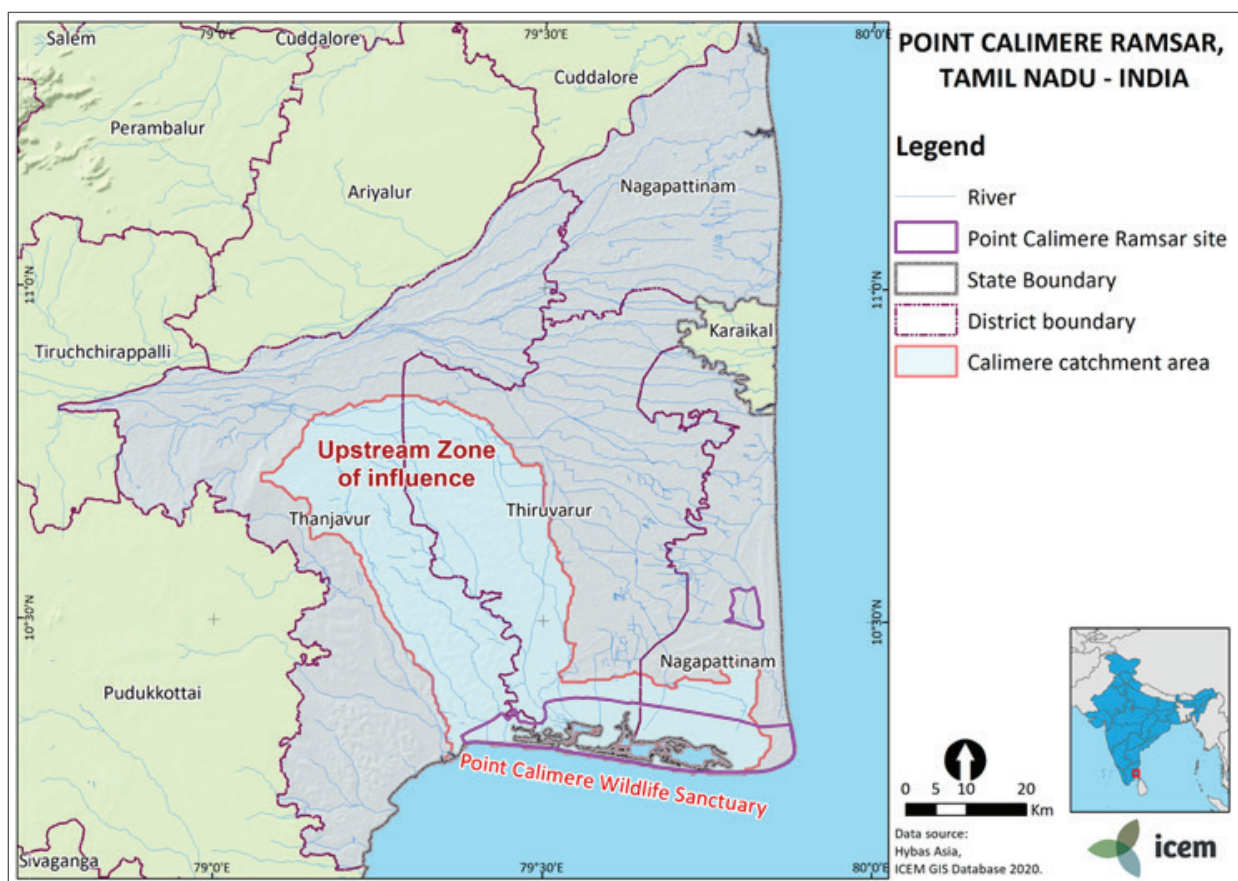 POINT CALIMERE RAMSAR,
TAMIL NADU - INDIA
Legend
River
Point Calimere Ramsar site
State Boundary
District boundary
Calimere catchment area
79°0'E
79°30'E
80°0'E
Salem
Cuddalore
Cuddalore
Perambalur
Ariyalur
Nagapattinam
11°0'N
11°0'N
Karaikal
Tiruchchirappalli
Upstream Zone
of influence
Thanjavur
Thiruvarur
10°30'N
10°30'N
Nagapattinam
Pudukkottai
Point Calimere Wildlife Sanctuary
Sivaganga
79°0'E
79°30'E
80°0'E
0 5 10 20
Km
Data source:
Hybas Asia,
ICEM GIS Database 2020.
icem